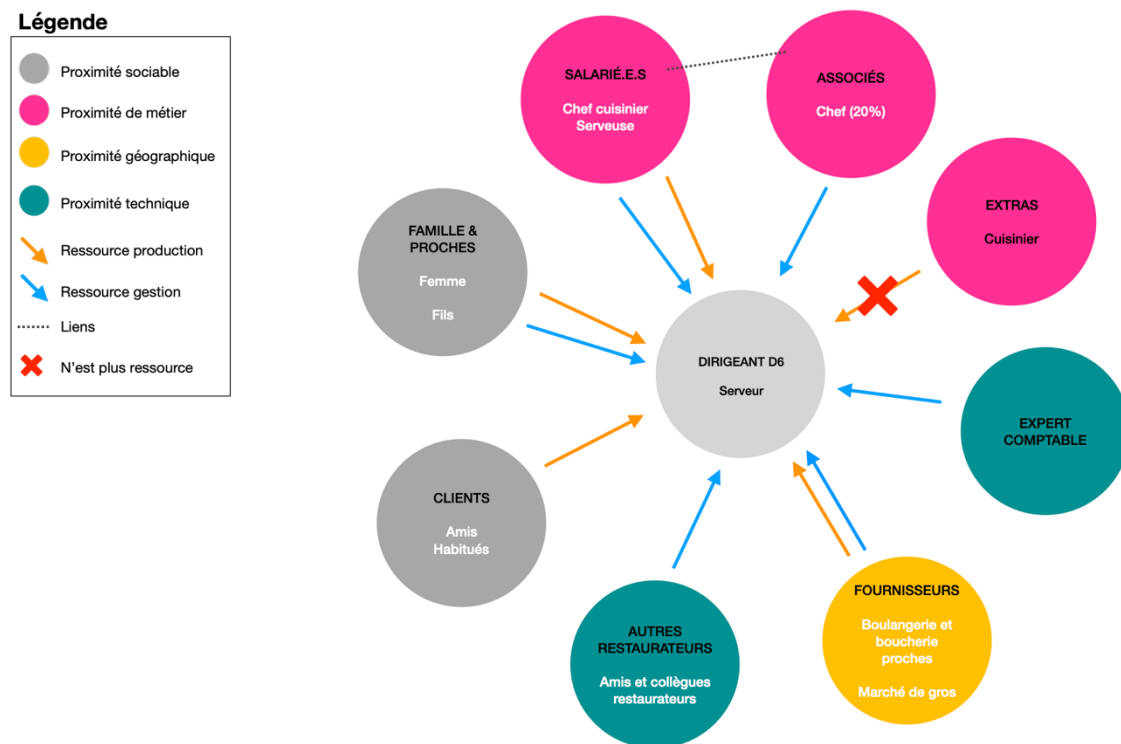 Légende
Proximité sociable
Proximité de métier
Proximité géographique
Proximité technique
Ressource production
Ressource gestion
Liens
N'est plus ressource
SALARIÉ.E.S
Chef cuisinier
Serveuse
ASSOCIÉS
Chef (20%)
EXTRAS
Cuisinier
FAMILLE &
PROCHES
Femme
Fils
DIRIGEANT D6
Serveur
EXPERT
COMPTABLE
CLIENTS
Amis
Habitués
AUTRES
RESTAURATEURS
Amis et collègues
restaurateurs
FOURNISSEURS
Boulangerie et
boucherie
proches
Marché de gros